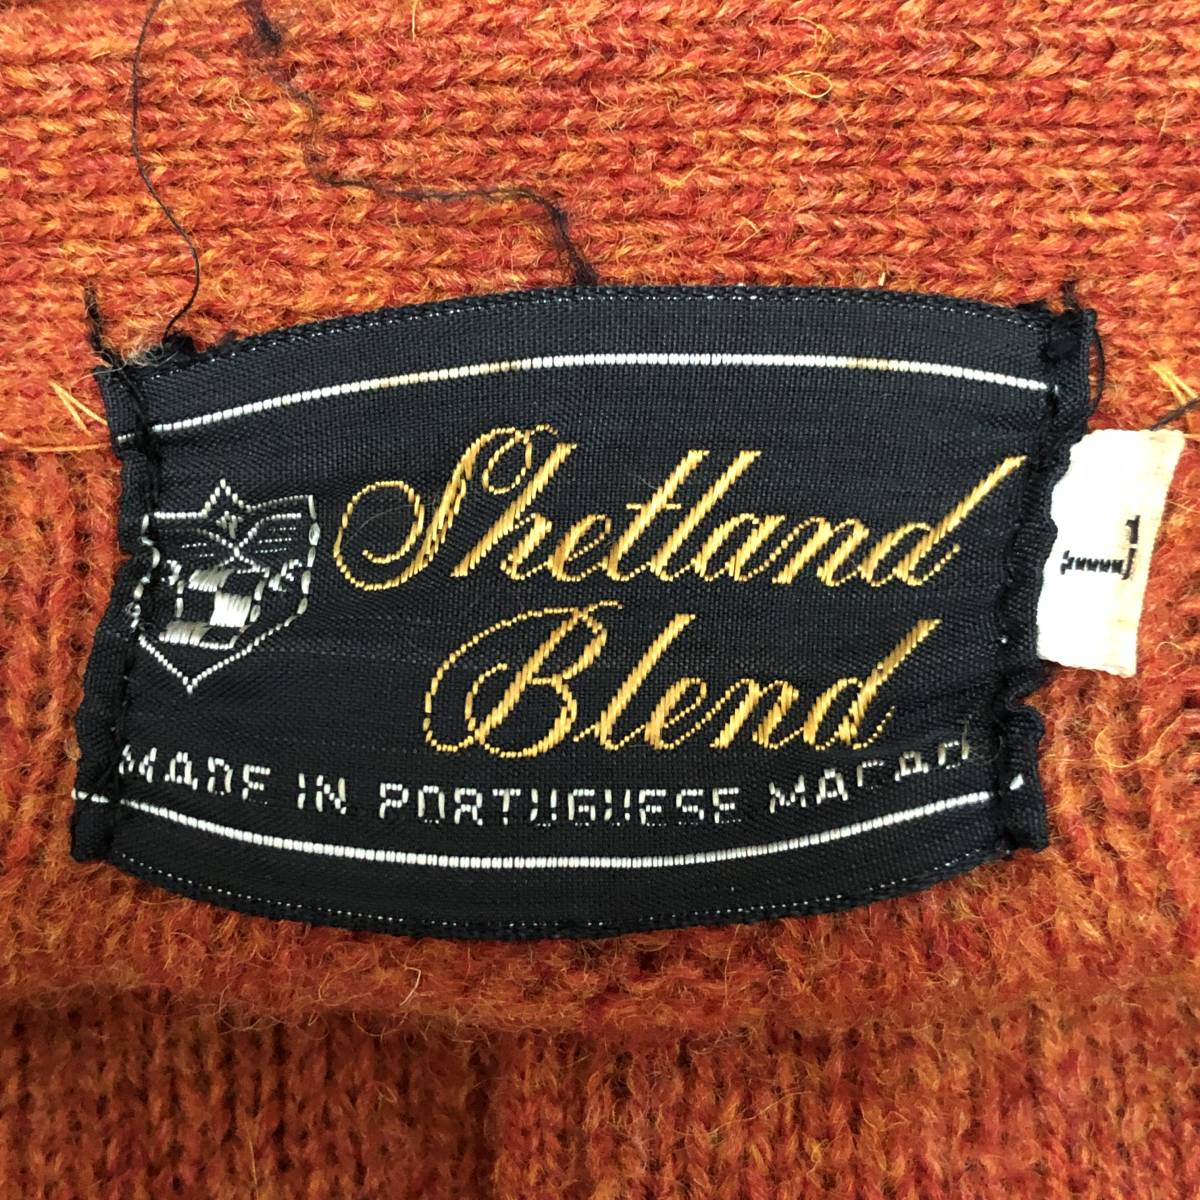 Shetland
Blend
MADE IN PORTUGUESE MACAO
L